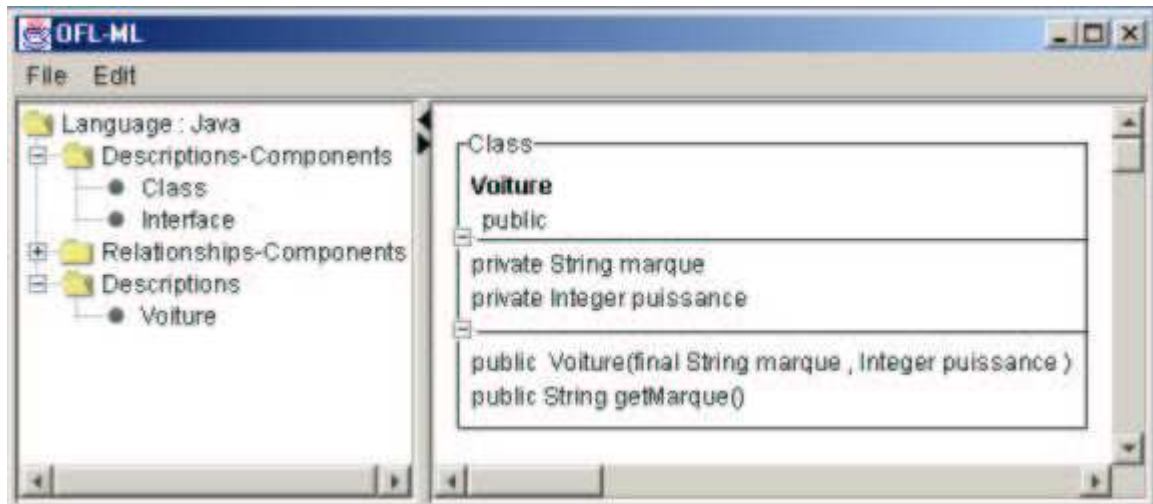 OFL-ML
File Edit
Language : Java
Descriptions-Components
Class
Interface
Relationships-Components
Descriptions
Voiture
Class
Voiture
public
private String marque
private Integer puissance
public Voiture(final String marque , Integer puissance )
public String getMarque()